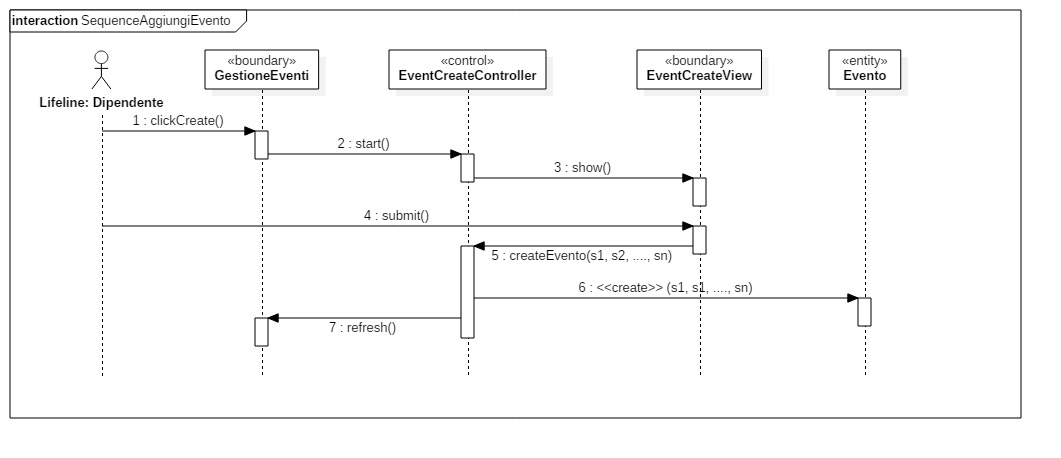 interaction SequenceAggiungiEvento
«boundary»
GestioneEventi
«control»
EventCreateController
«boundary»
EventCreateView
«entity»
Evento
Lifeline: Dipendente
1 : clickCreate()
2 : start()
3 : show()
4 : submit()
5 : createEvento(s1, s2, ...., sn)
6 : <<create>> (s1, s1, ...., sn)
7 : refresh()